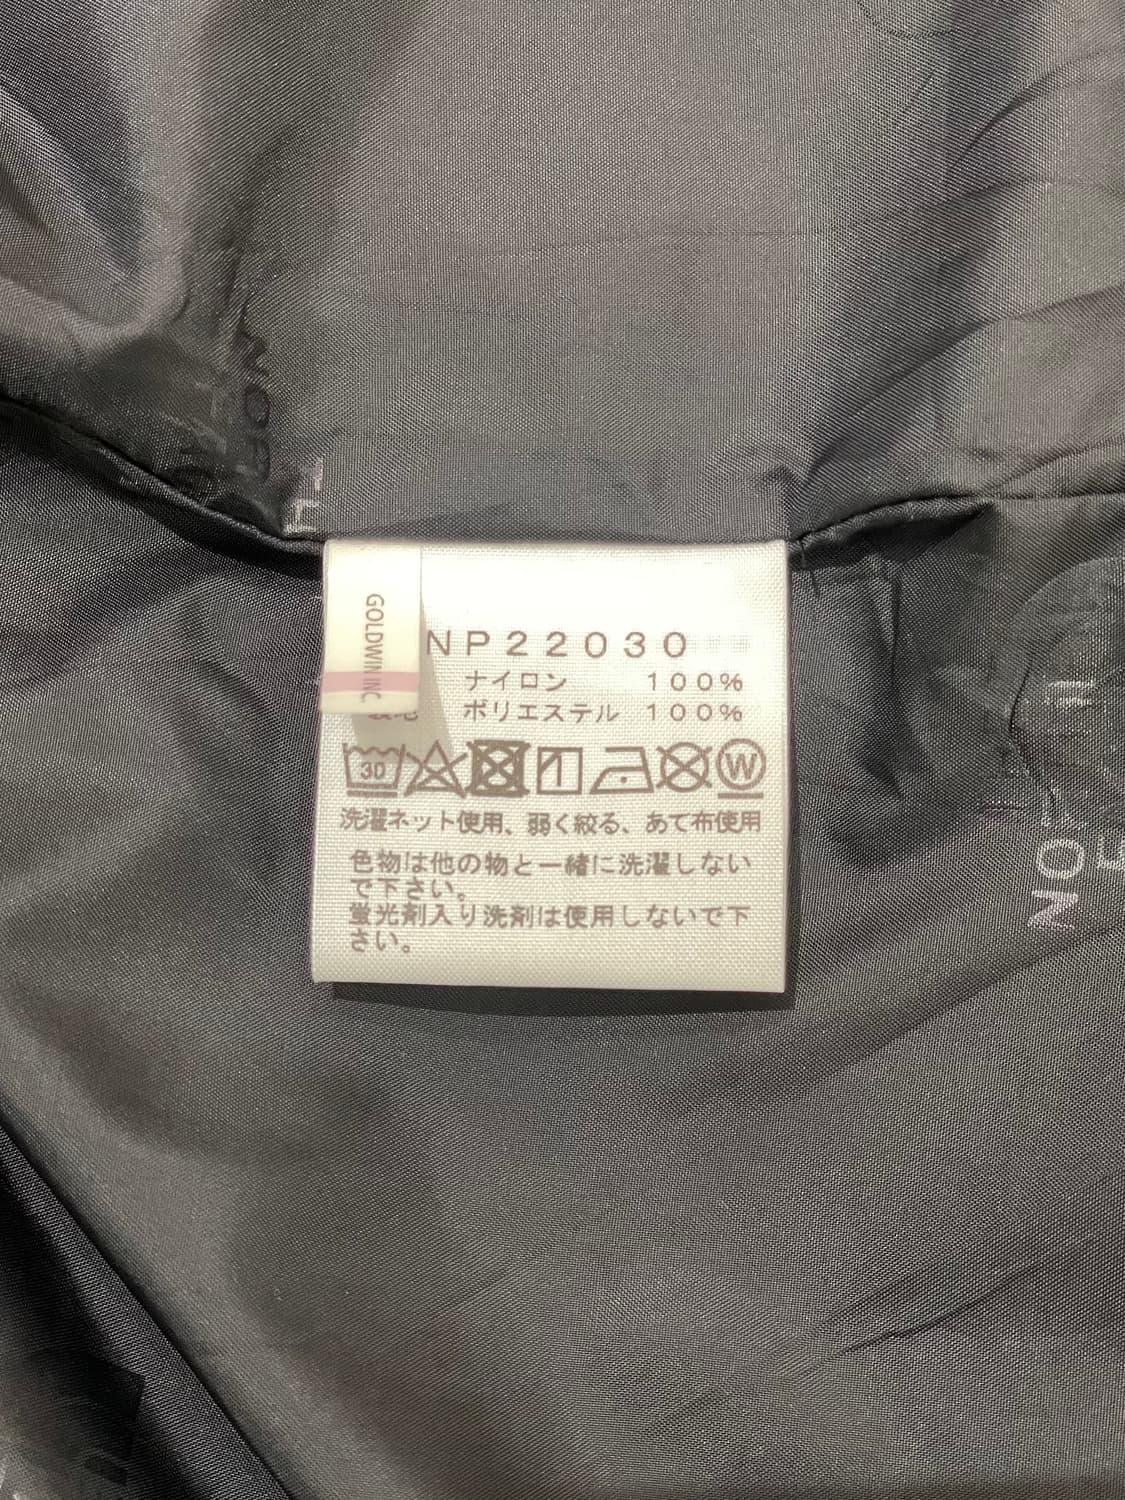 GOLDWIN INC.
NP22030
ナイロン 100%
ポリエステル 100%
3D
W
洗濯ネット使用、弱く絞る、あて布使用
色物は他の物と一緒に洗濯しない
で下さい。
蛍光剤入り洗剤は使用しないで下
さい。
NO